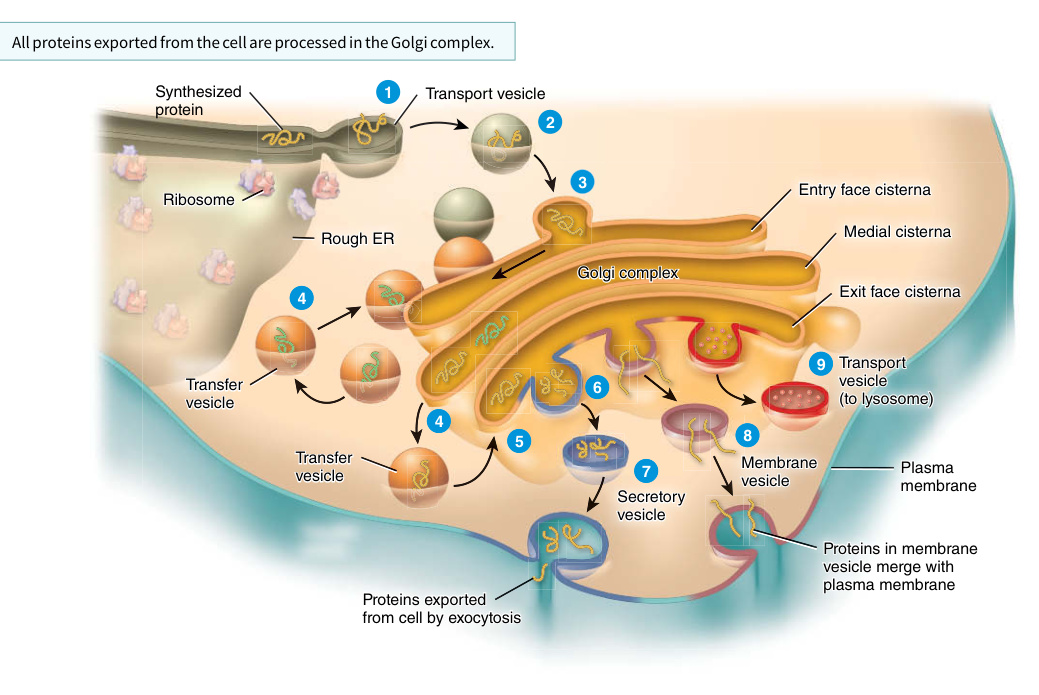 All proteins exported from the cell are processed in the Golgi complex.
Synthesized
protein
1
Transport vesicle
2
3
Ribosome
Rough ER
Entry face cisterna
Medial cisterna
Golgi complex
Exit face cisterna
4
Transfer
vesicle
9
Transport
vesicle
(to lysosome)
6
4
5
8
Transfer
vesicle
7
Membrane
vesicle
Plasma
membrane
Secretory
vesicle
Proteins in membrane
vesicle merge with
plasma membrane
Proteins exported
from cell by exocytosis